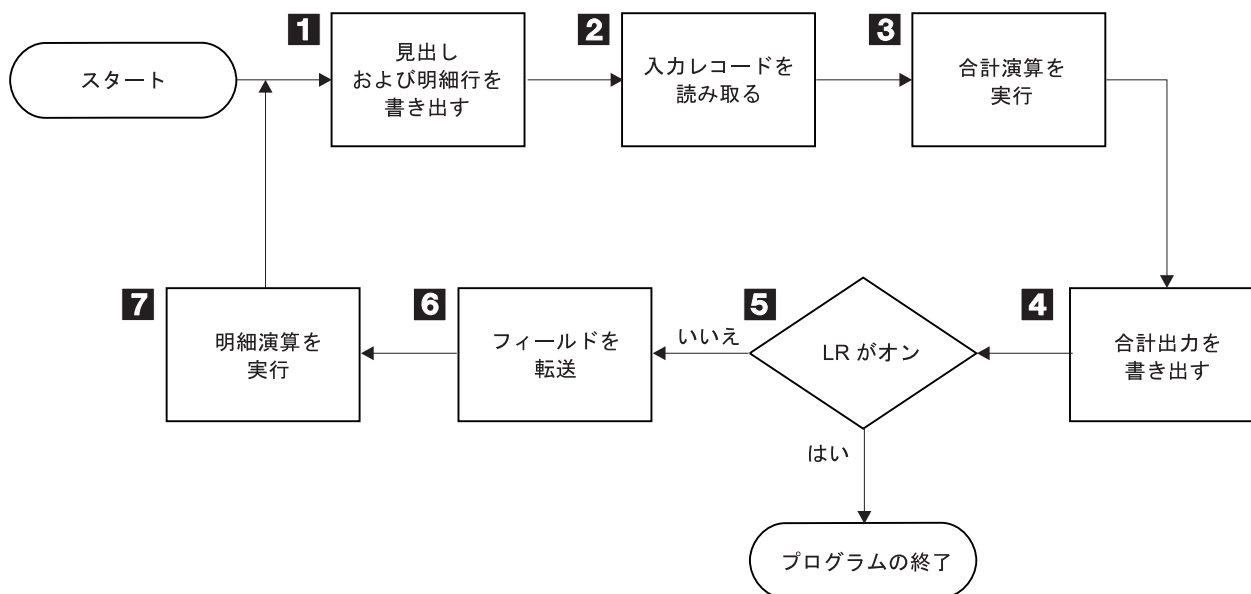 スタート
1
見出し
および明細行を
書き出す
2
入力レコードを
読み取る
3
合計演算を
実行
4
合計出力を
書き出す
5
LR がオン
いいえ
はい
6
フィールドを
転送
7
明細演算を
実行
プログラムの終了